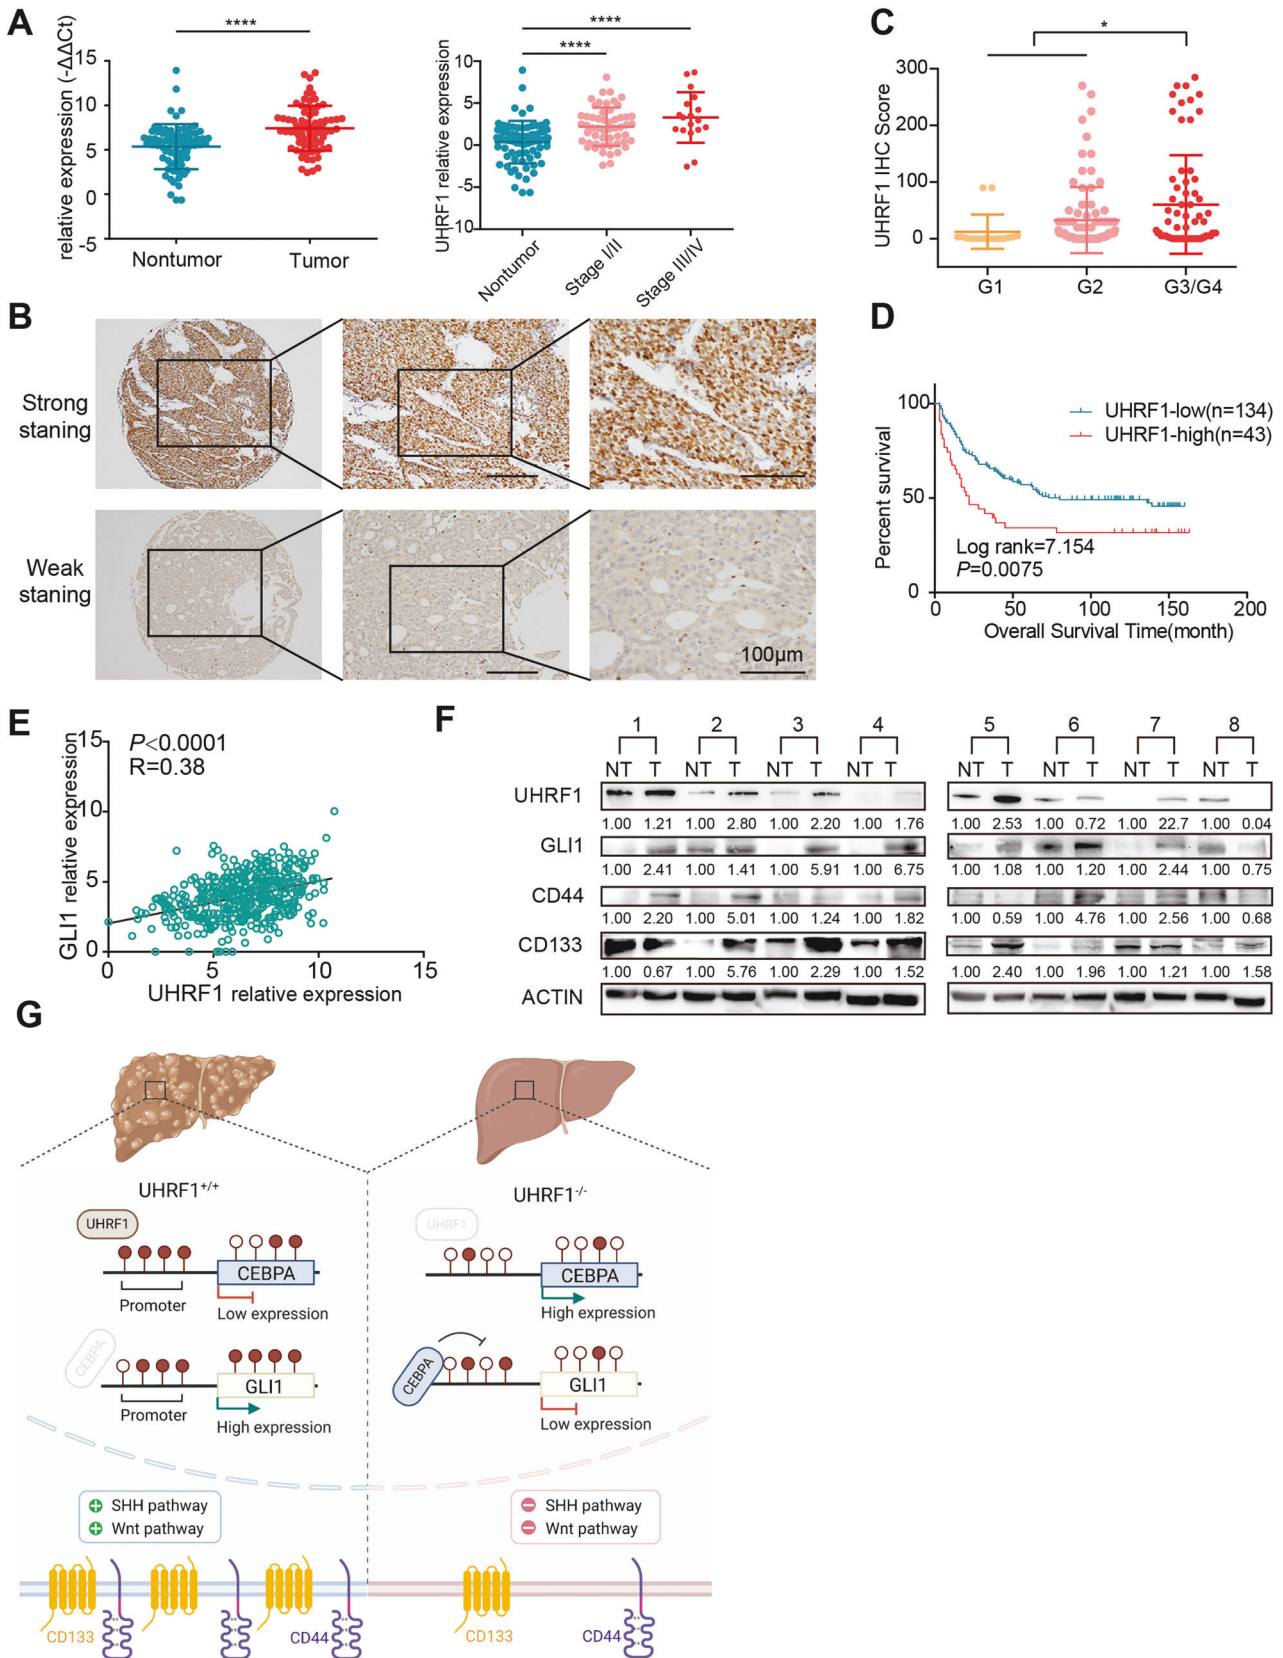 A
relative expression (-ΔΔCt)
****
15
10
5
0
-5
Nontumor
Tumor
UHRF1 relative expression
****
****
10
5
0
-5
-10
Nontumor
Stage I/II
Stage III/IV
C
UHRF1 IHC Score
*
300
200
100
0
G1
G2
G3/G4
B
Strong
staning
Weak
staning
100μm
D
Percent survival
100
50
0
UHRF1-low(n=134)
UHRF1-high(n=43)
Log rank=7.154
P=0.0075
0
50
100
150
200
Overall Survival Time(month)
E
GLI1 relative expression
15
10
5
0
P<0.0001
R=0.38
0
5
10
15
UHRF1 relative expression
F
1 2 3 4 5 6 7 8
NT T NT T NT T NT T NT T NT T NT T NT T
UHRF1
1.00 1.21 1.00 2.80 1.00 2.20 1.00 1.76 1.00 2.53 1.00 0.72 1.00 22.7 1.00 0.04
GLI1
1.00 2.41 1.00 1.41 1.00 5.91 1.00 6.75 1.00 1.08 1.00 1.20 1.00 2.44 1.00 0.75
CD44
1.00 2.20 1.00 5.01 1.00 1.24 1.00 1.82 1.00 0.59 1.00 4.76 1.00 2.56 1.00 0.68
CD133
1.00 0.67 1.00 5.76 1.00 2.29 1.00 1.52 1.00 2.40 1.00 1.96 1.00 1.21 1.00 1.58
ACTIN
G
UHRF1+/+
UHRF1
CEBPA
Promoter
Low expression
CEBPA
GLI1
Promoter
High expression
SHH pathway
Wnt pathway
CD133
CD44
UHRF1-/-
UHRF1
CEBPA
High expression
CEBPA
GLI1
Low expression
SHH pathway
Wnt pathway
CD133
CD44